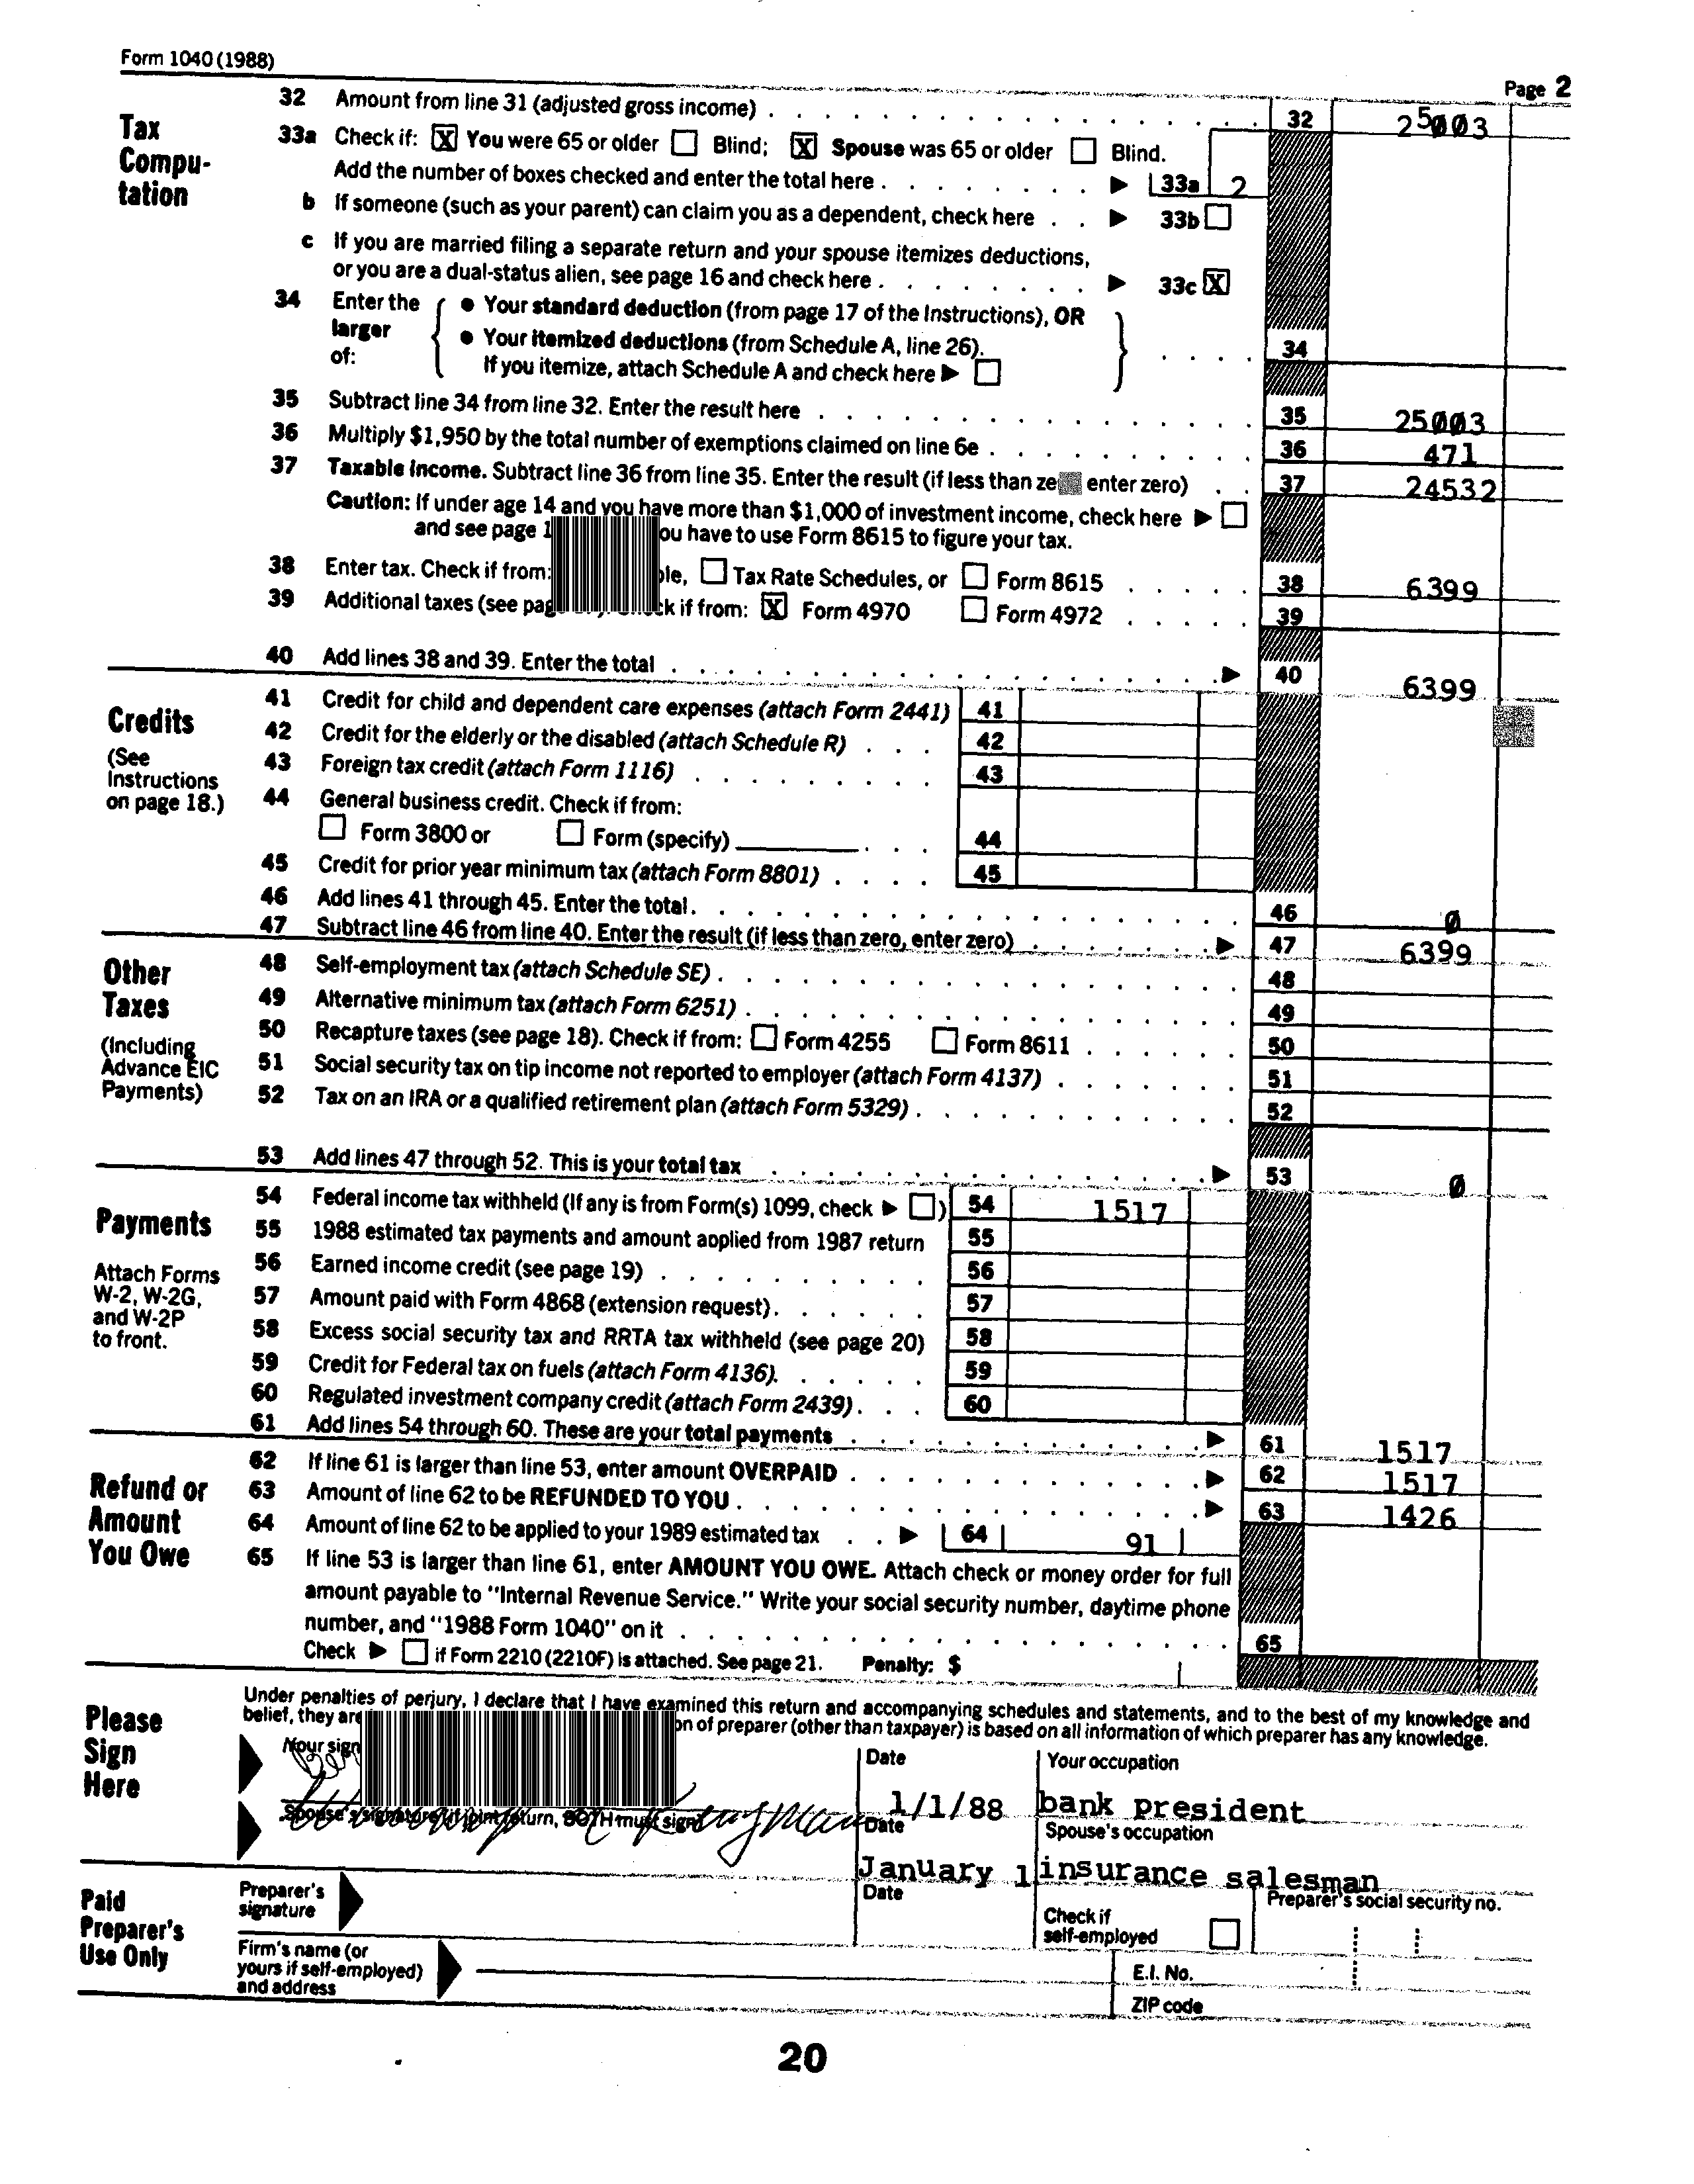 Form 1040 (1988)
Page 2
Tax Compu-tation
32 Amount from line 31 (adjusted gross income) 32 25003
33a Check if: X You were 65 or older Blind; X Spouse was 65 or older Blind.
Add the number of boxes checked and enter the total here 33a 2
b If someone (such as your parent) can claim you as a dependent, check here 33b
c If you are married filing a separate return and your spouse itemizes deductions,
or you are a dual-status alien, see page 16 and check here 33c X
34 Enter the larger of:
• Your standard deduction (from page 17 of the Instructions), OR
• Your itemized deductions (from Schedule A, line 26).
If you itemize, attach Schedule A and check here
34
35 Subtract line 34 from line 32. Enter the result here 35 25003
36 Multiply $1,950 by the total number of exemptions claimed on line 6e 36 471
37 Taxable income. Subtract line 36 from line 35. Enter the result (if less than ze enter zero) 37 24532
Caution: If under age 14 and you have more than $1,000 of investment income, check here
and see page ou have to use Form 8615 to figure your tax.
38 Enter tax. Check if from: Tax Rate Schedules, or Form 8615 38 6399
39 Additional taxes (see pag if from: X Form 4970 Form 4972 39
40 Add lines 38 and 39. Enter the total 40 6399
Credits
(See Instructions on page 18.)
41 Credit for child and dependent care expenses (attach Form 2441) 41
42 Credit for the elderly or the disabled (attach Schedule R) 42
43 Foreign tax credit (attach Form 1116) 43
44 General business credit. Check if from:
Form 3800 or Form (specify) 44
45 Credit for prior year minimum tax (attach Form 8801) 45
46 Add lines 41 through 45. Enter the total 46 0
47 Subtract line 46 from line 40. Enter the result (if less than zero, enter zero) 47 6399
Other Taxes
(Including Advance EIC Payments)
48 Self-employment tax (attach Schedule SE) 48
49 Alternative minimum tax (attach Form 6251) 49
50 Recapture taxes (see page 18). Check if from: Form 4255 Form 8611 50
51 Social security tax on tip income not reported to employer (attach Form 4137) 51
52 Tax on an IRA or a qualified retirement plan (attach Form 5329) 52
53 Add lines 47 through 52. This is your total tax 53 0
Payments
Attach Forms W-2, W-2G, and W-2P to front.
54 Federal income tax withheld (If any is from Form(s) 1099, check ) 54 1517
55 1988 estimated tax payments and amount applied from 1987 return 55
56 Earned income credit (see page 19) 56
57 Amount paid with Form 4868 (extension request) 57
58 Excess social security tax and RRTA tax withheld (see page 20) 58
59 Credit for Federal tax on fuels (attach Form 4136) 59
60 Regulated investment company credit (attach Form 2439) 60
61 Add lines 54 through 60. These are your total payments 61 1517
Refund or Amount You Owe
62 If line 61 is larger than line 53, enter amount OVERPAID 62 1517
63 Amount of line 62 to be REFUNDED TO YOU 63 1426
64 Amount of line 62 to be applied to your 1989 estimated tax 64 91
65 If line 53 is larger than line 61, enter AMOUNT YOU OWE. Attach check or money order for full
amount payable to "Internal Revenue Service." Write your social security number, daytime phone
number, and "1988 Form 1040" on it 65
Check if Form 2210 (2210F) is attached. See page 21. Penalty: $
Please Sign Here
Under penalties of perjury, I declare that I have examined this return and accompanying schedules and statements, and to the best of my knowledge and
belief, they are on of preparer (other than taxpayer) is based on all information of which preparer has any knowledge.
Your sign
Date
1/1/88
Your occupation
bank president
Spouse's signature (if joint return, BOTH must sign)
Date
January 1
Spouse's occupation
insurance salesman
Paid Preparer's Use Only
Preparer's signature
Date
Check if self-employed
Preparer's social security no.
Firm's name (or yours if self-employed) and address
E.I. No.
ZIP code
20